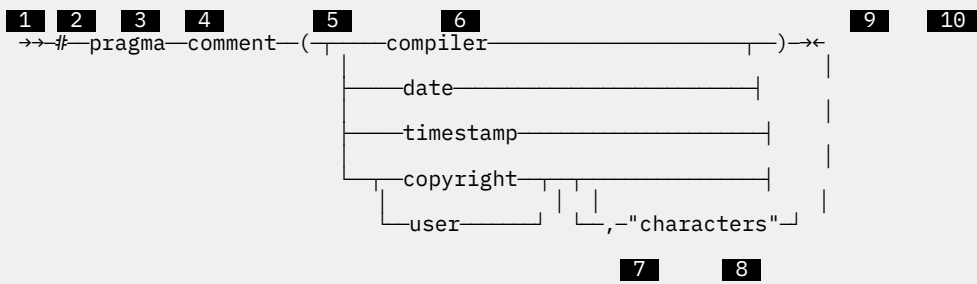 1 2 3 4 5 6 9 10
→→─#──pragma──comment──(─┬─────compiler────────────────────────┬──)─→←
├─────date────────────────────────────┤
├─────timestamp───────────────────────┤
└──┬──copyright──┬──┬─────────────────┤
└──user───────┘ └──,─"characters"─┘
7 8